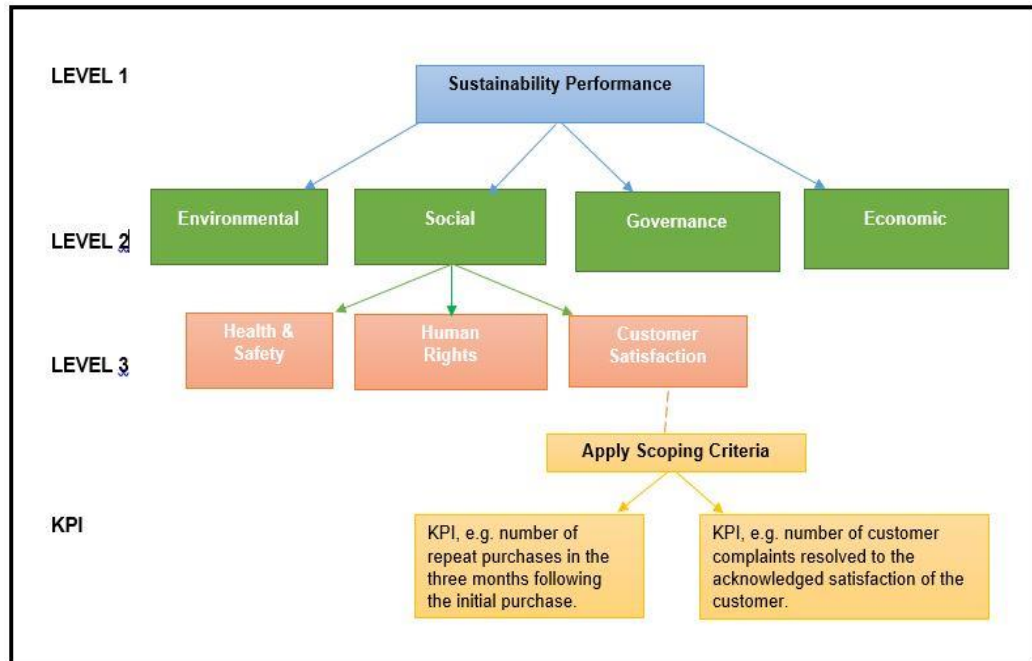 LEVEL 1
Sustainability Performance
Environmental
Social
Governance
Economic
LEVEL 2
Health &
Safety
Human
Rights
Customer
Satisfaction
LEVEL 3
Apply Scoping Criteria
KPI
KPI, e.g. number of
repeat purchases in the
three months following
the initial purchase.
KPI, e.g. number of customer
complaints resolved to the
acknowledged satisfaction of the
customer.